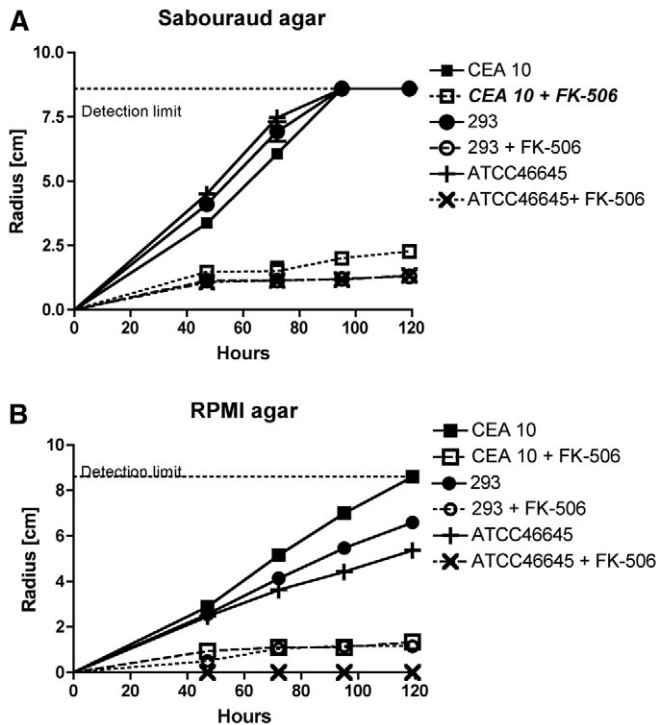 A
Sabouraud agar
10.0
7.5
5.0
2.5
0.0
Radius [cm]
Detection limit
0 20 40 60 80 100 120
Hours
CEA 10
CEA 10 + FK-506
293
293 + FK-506
ATCC46645
ATCC46645+ FK-506
B
RPMI agar
10
8
6
4
2
0
Radius [cm]
Detection limit
0 20 40 60 80 100 120
Hours
CEA 10
CEA 10 + FK-506
293
293 + FK-506
ATCC46645
ATCC46645 + FK-506